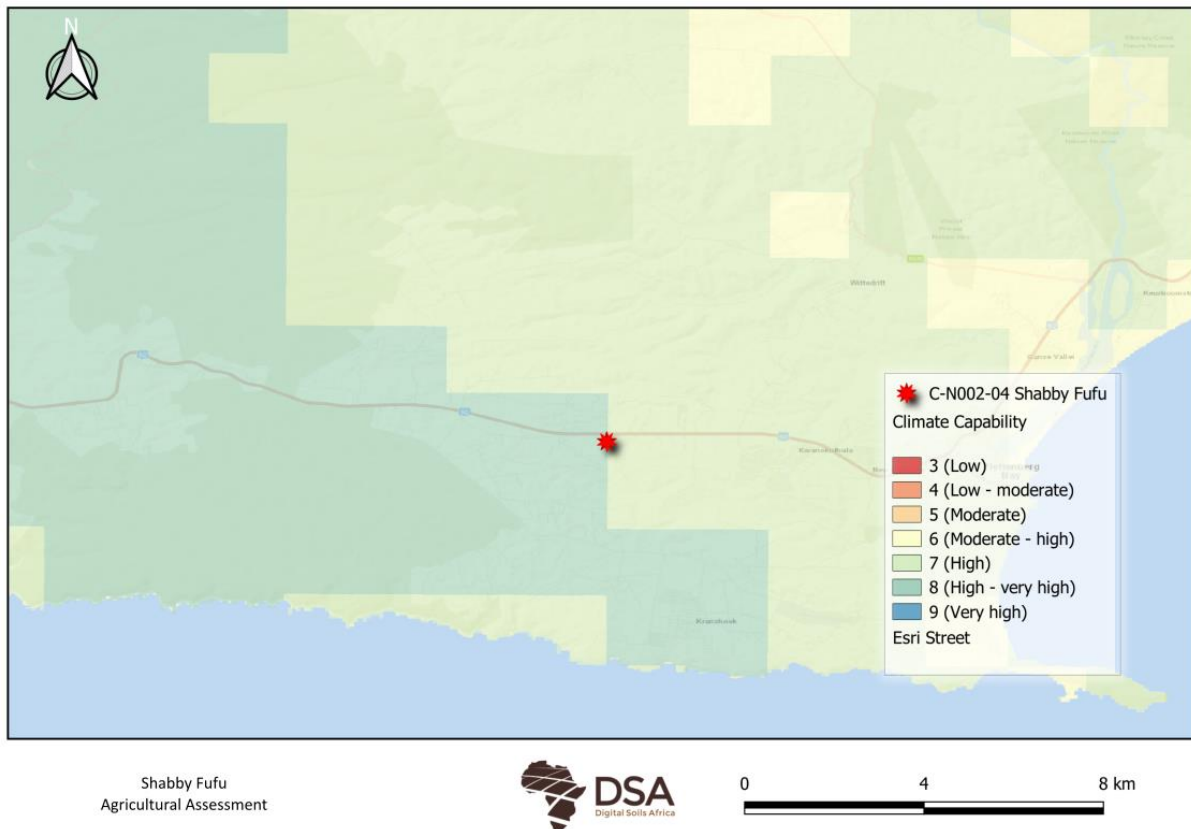 N
Wittedrift
Kranshoek
C-N002-04 Shabby Fufu
Climate Capability
3 (Low)
4 (Low - moderate)
5 (Moderate)
6 (Moderate - high)
7 (High)
8 (High - very high)
9 (Very high)
Esri Street
Shabby Fufu
Agricultural Assessment
DSA
Digital Soils Africa
0
4
8 km